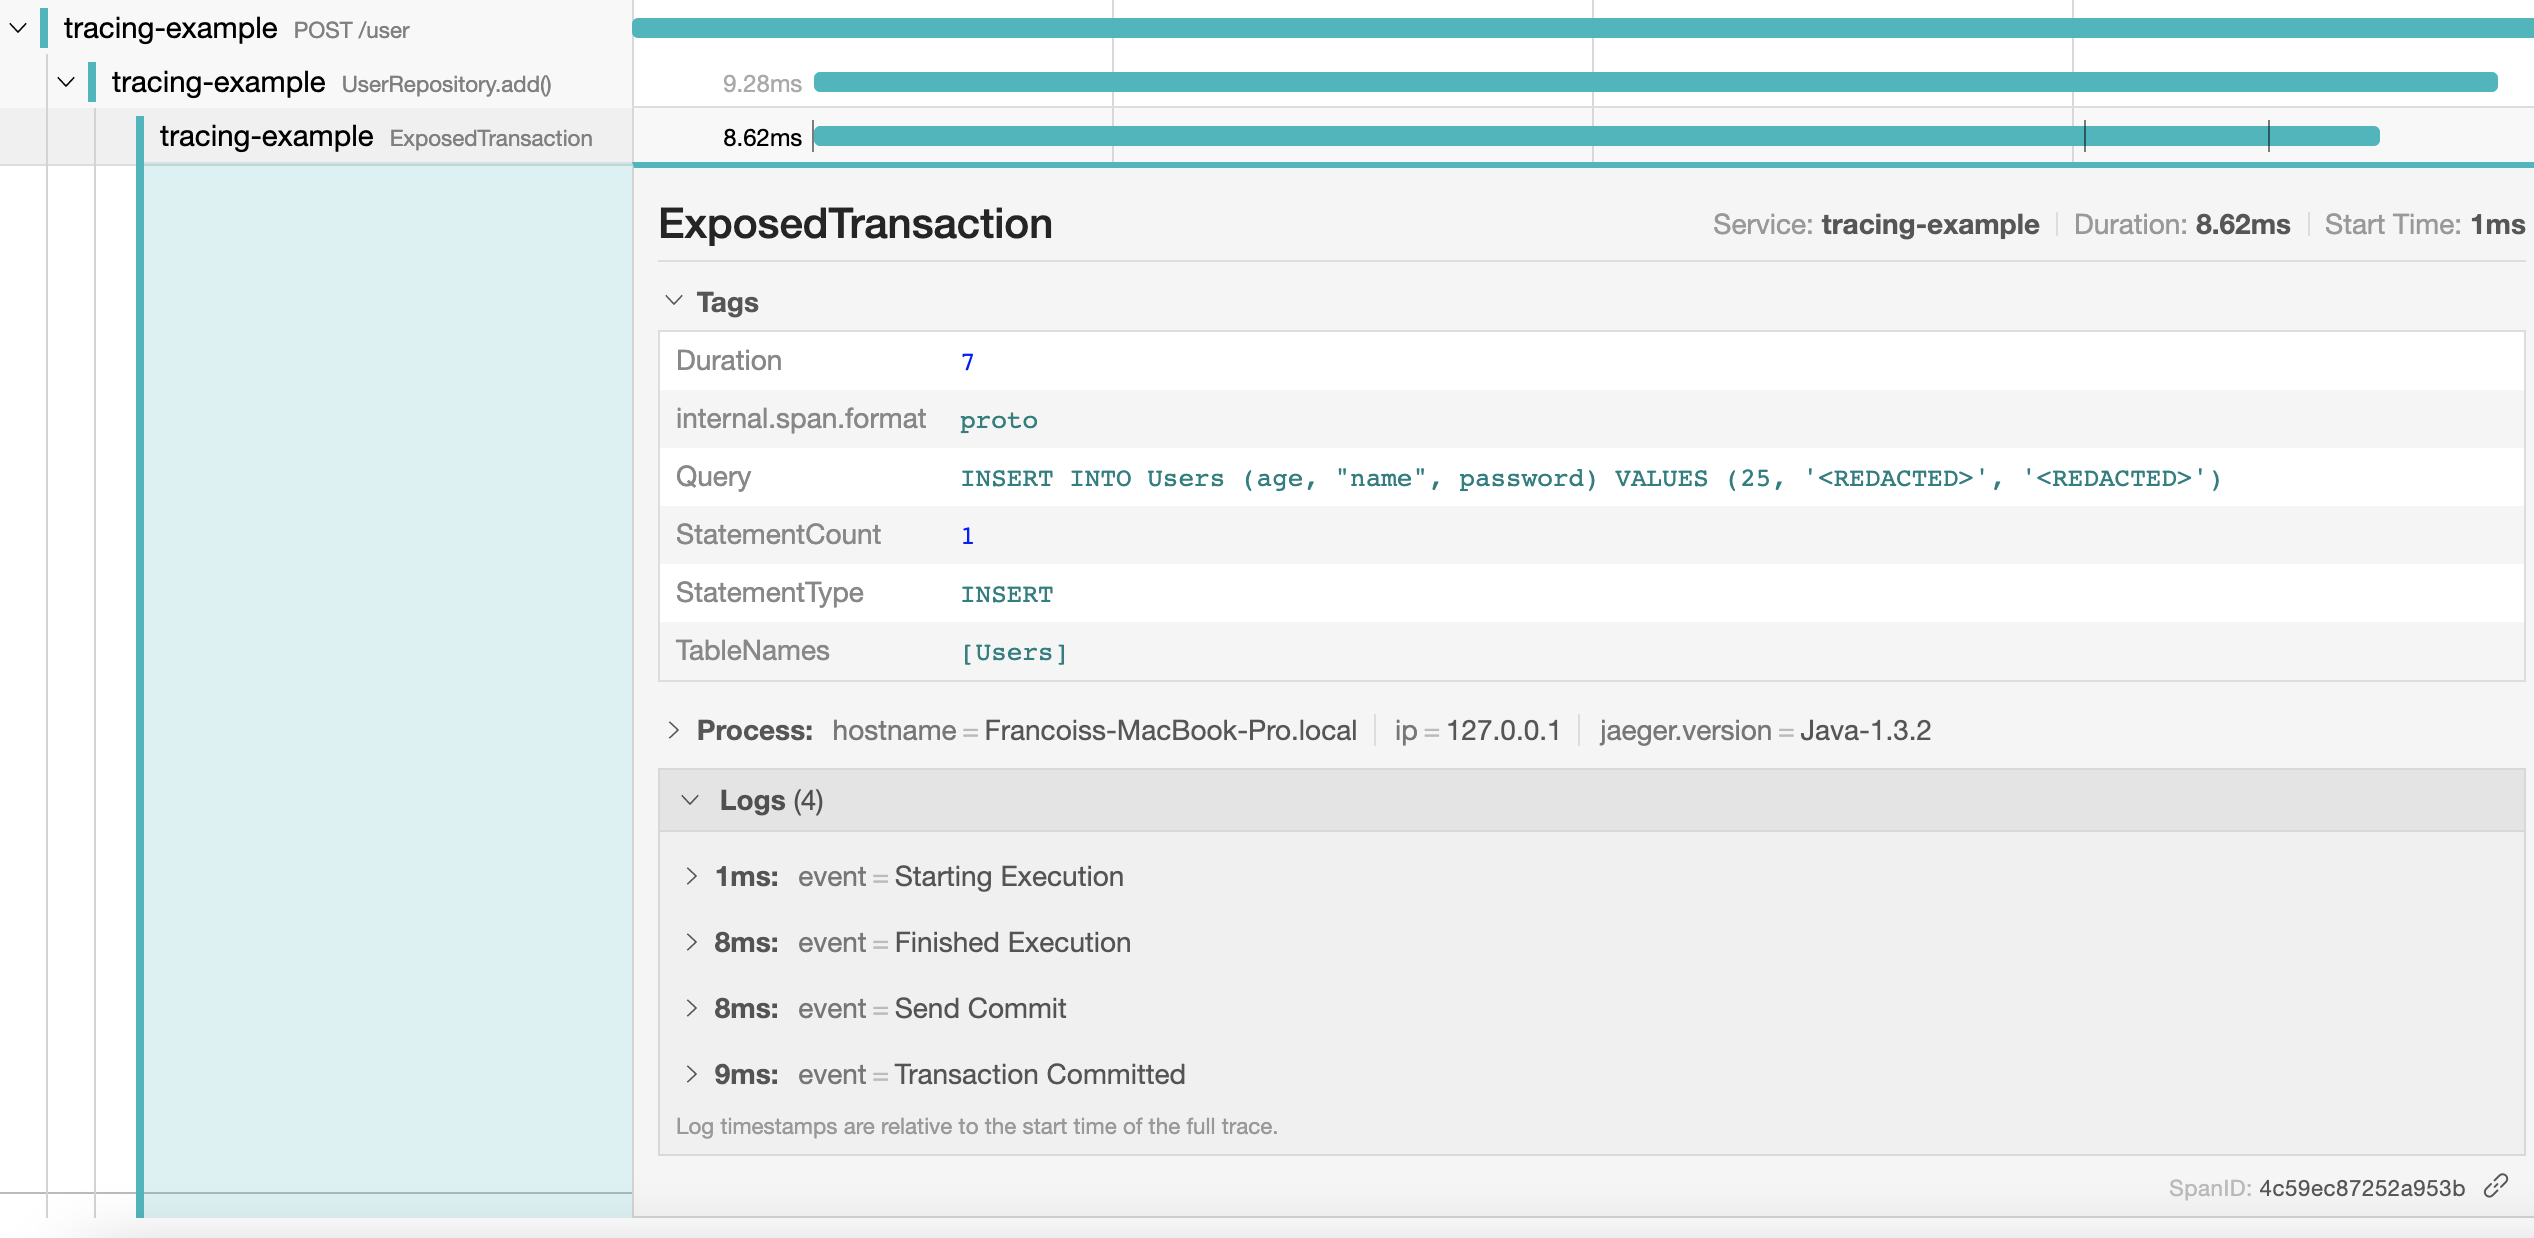 tracing-example POST /user
tracing-example UserRepository.add() 9.28ms
tracing-example ExposedTransaction 8.62ms
ExposedTransaction Service: tracing-example Duration: 8.62ms Start Time: 1ms
Tags
Duration 7
internal.span.format proto
Query INSERT INTO Users (age, "name", password) VALUES (25, '<REDACTED>', '<REDACTED>')
StatementCount 1
StatementType INSERT
TableNames [Users]
Process: hostname = Francoiss-MacBook-Pro.local ip = 127.0.0.1 jaeger.version = Java-1.3.2
Logs (4)
1ms: event = Starting Execution
8ms: event = Finished Execution
8ms: event = Send Commit
9ms: event = Transaction Committed
Log timestamps are relative to the start time of the full trace.
SpanID: 4c59ec87252a953b